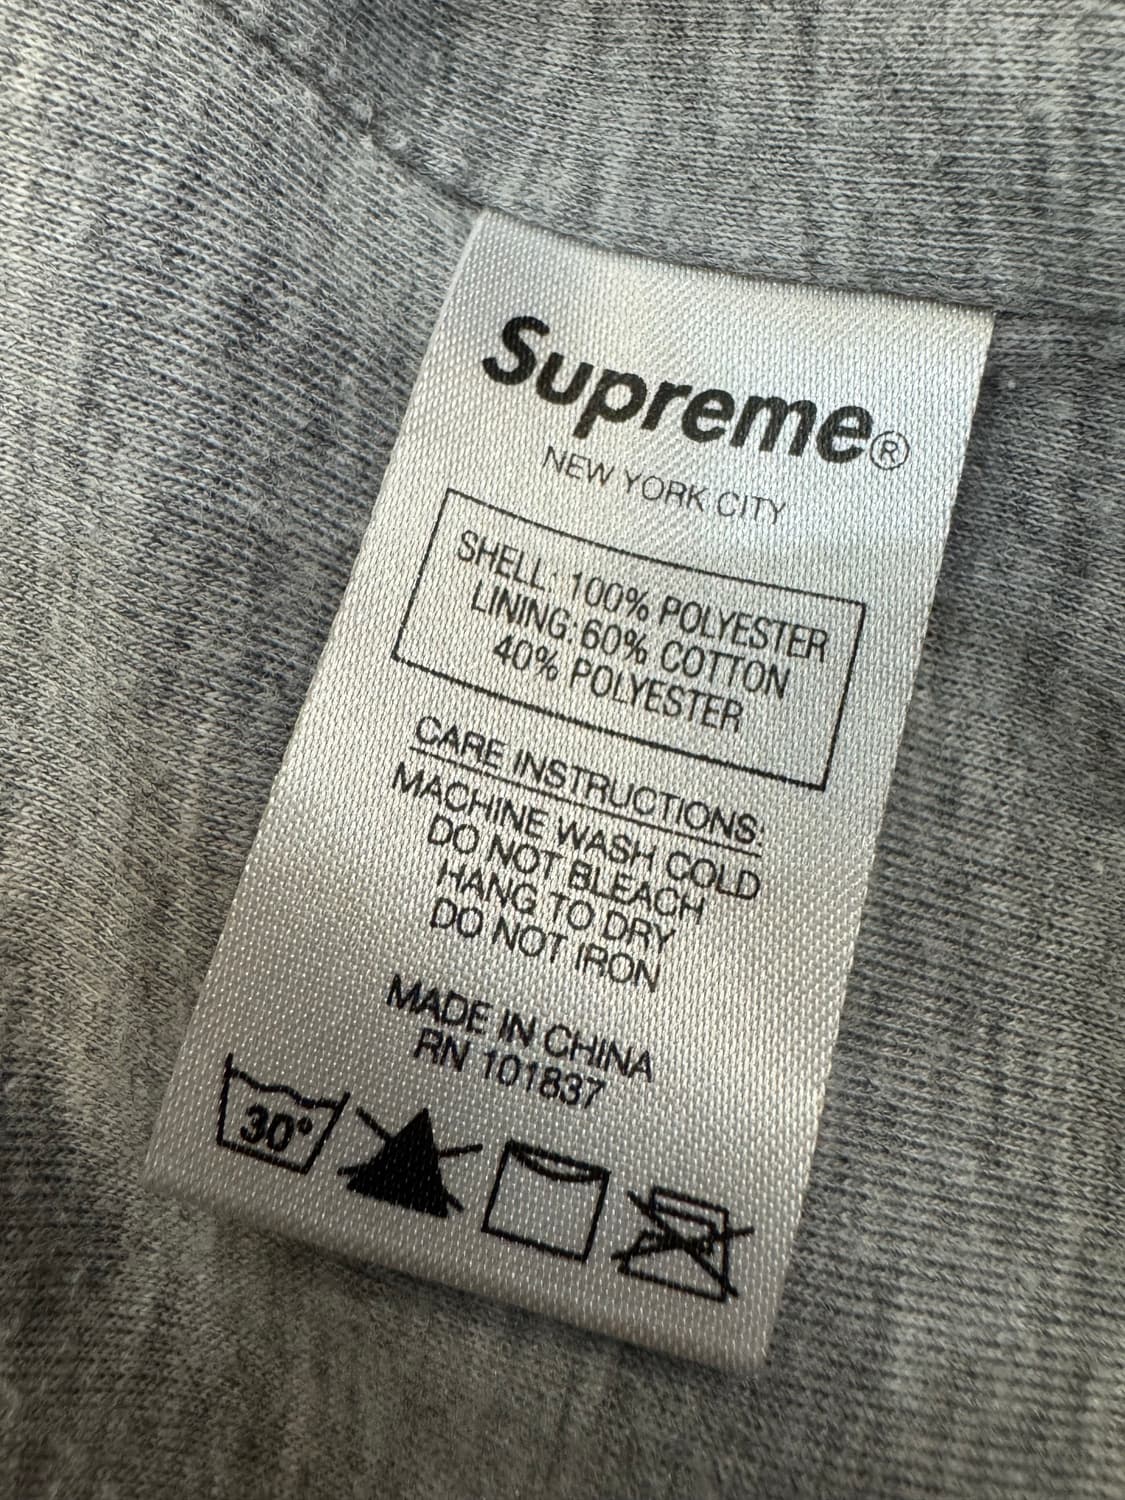 Supreme®
NEW YORK CITY
SHELL: 100% POLYESTER
LINING: 60% COTTON
40% POLYESTER
CARE INSTRUCTIONS:
MACHINE WASH COLD
DO NOT BLEACH
HANG TO DRY
DO NOT IRON
MADE IN CHINA
RN 101837
30°